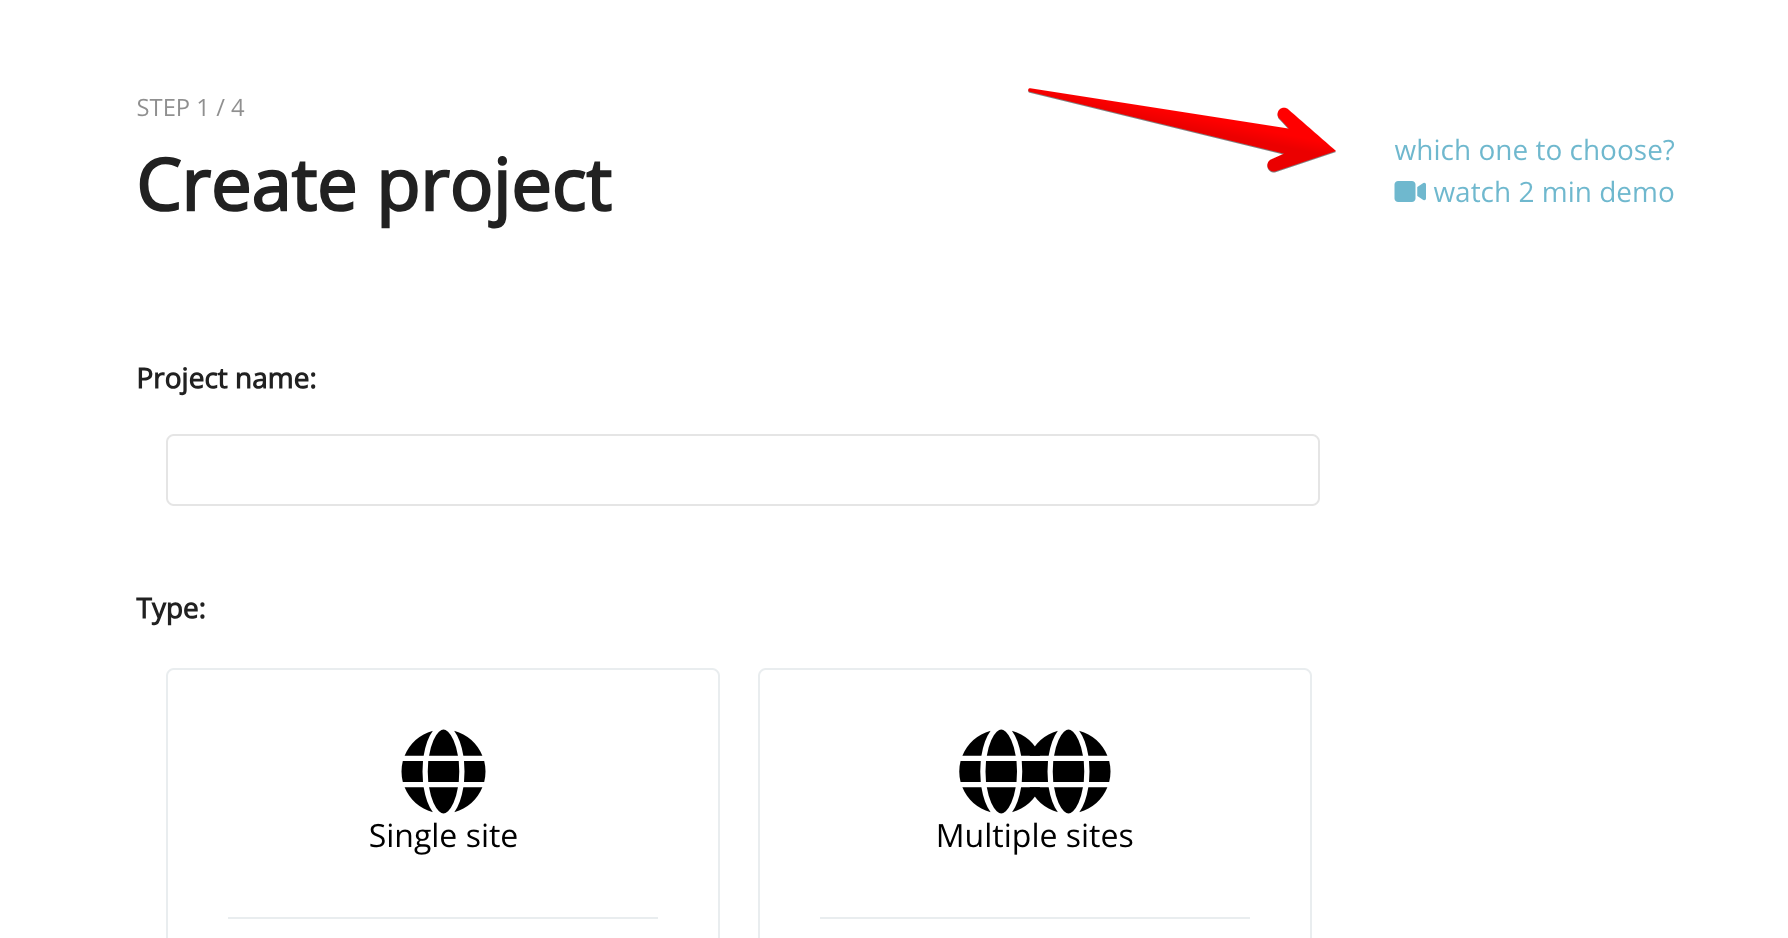 STEP 1 / 4
Create project
which one to choose?
watch 2 min demo
Project name:
Type:
Single site
Multiple sites